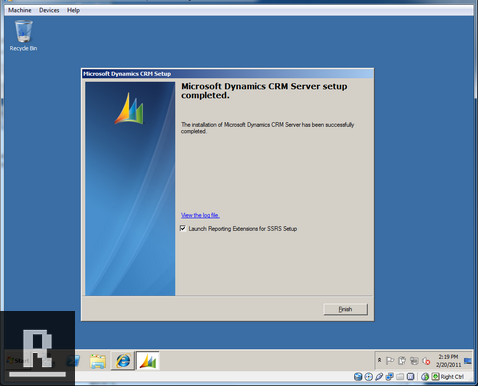 Machine Devices Help
Recycle Bin
Microsoft Dynamics CRM Setup
Microsoft Dynamics CRM Server setup
completed.
The installation of Microsoft Dynamics CRM Server has been successfully
completed.
View the log file.
Launch Reporting Extensions for SSRS Setup
Finish
R
Start
2:19 PM
2/20/2011
Right Ctrl